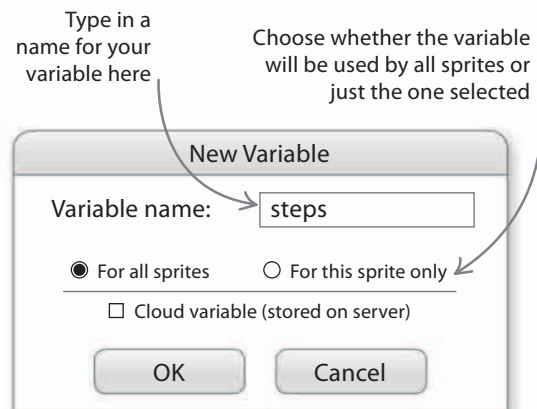 Type in a
name for your
variable here
Choose whether the variable
will be used by all sprites or
just the one selected
New Variable
Variable name: steps
For all sprites For this sprite only
Cloud variable (stored on server)
OK Cancel